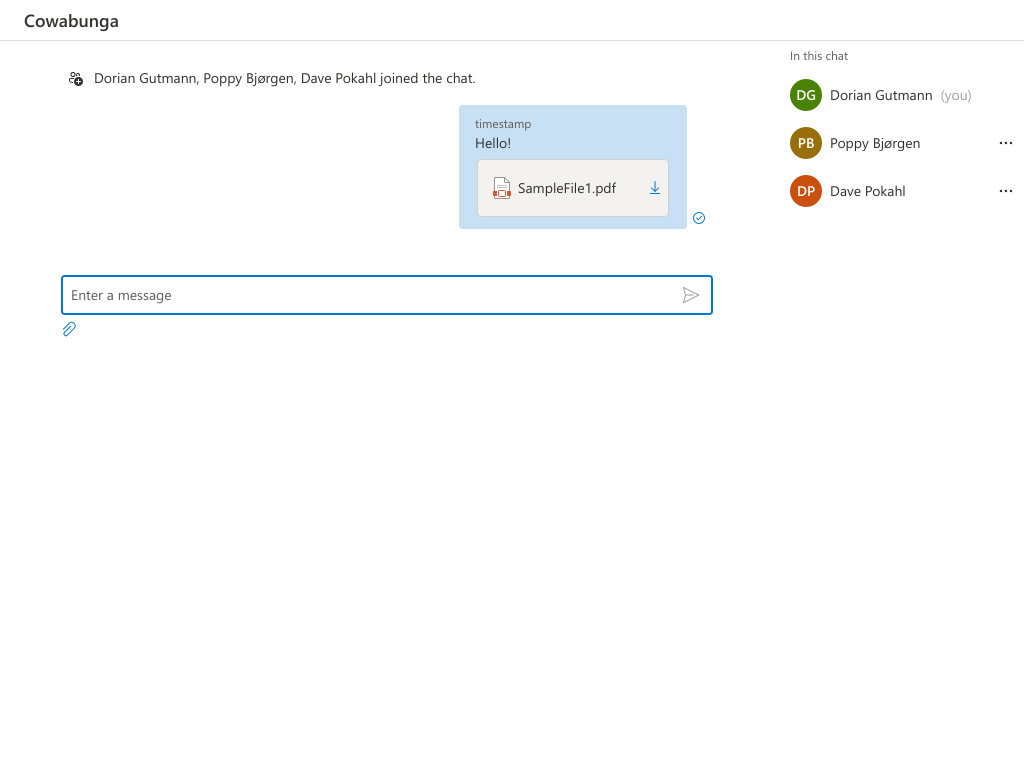 Cowabunga
Dorian Gutmann, Poppy Bjørgen, Dave Pokahl joined the chat.
timestamp
Hello!
SampleFile1.pdf
Enter a message
In this chat
DG Dorian Gutmann (you)
PB Poppy Bjørgen
DP Dave Pokahl